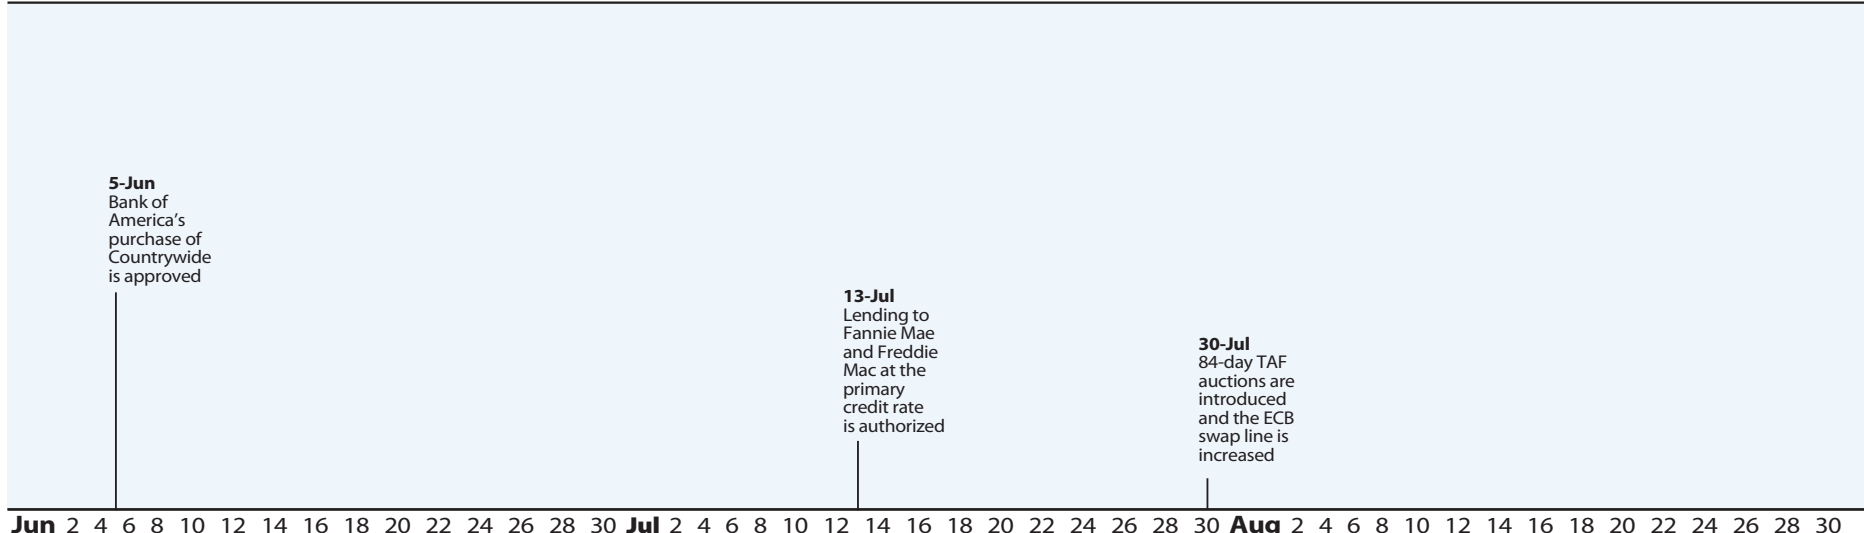 5-Jun
Bank of
America's
purchase of
Countrywide
is approved
13-Jul
Lending to
Fannie Mae
and Freddie
Mac at the
primary
credit rate
is authorized
30-Jul
84-day TAF
auctions are
introduced
and the ECB
swap line is
increased
Jun 2 4 6 8 10 12 14 16 18 20 22 24 26 28 30 Jul 2 4 6 8 10 12 14 16 18 20 22 24 26 28 30 Aug 2 4 6 8 10 12 14 16 18 20 22 24 26 28 30